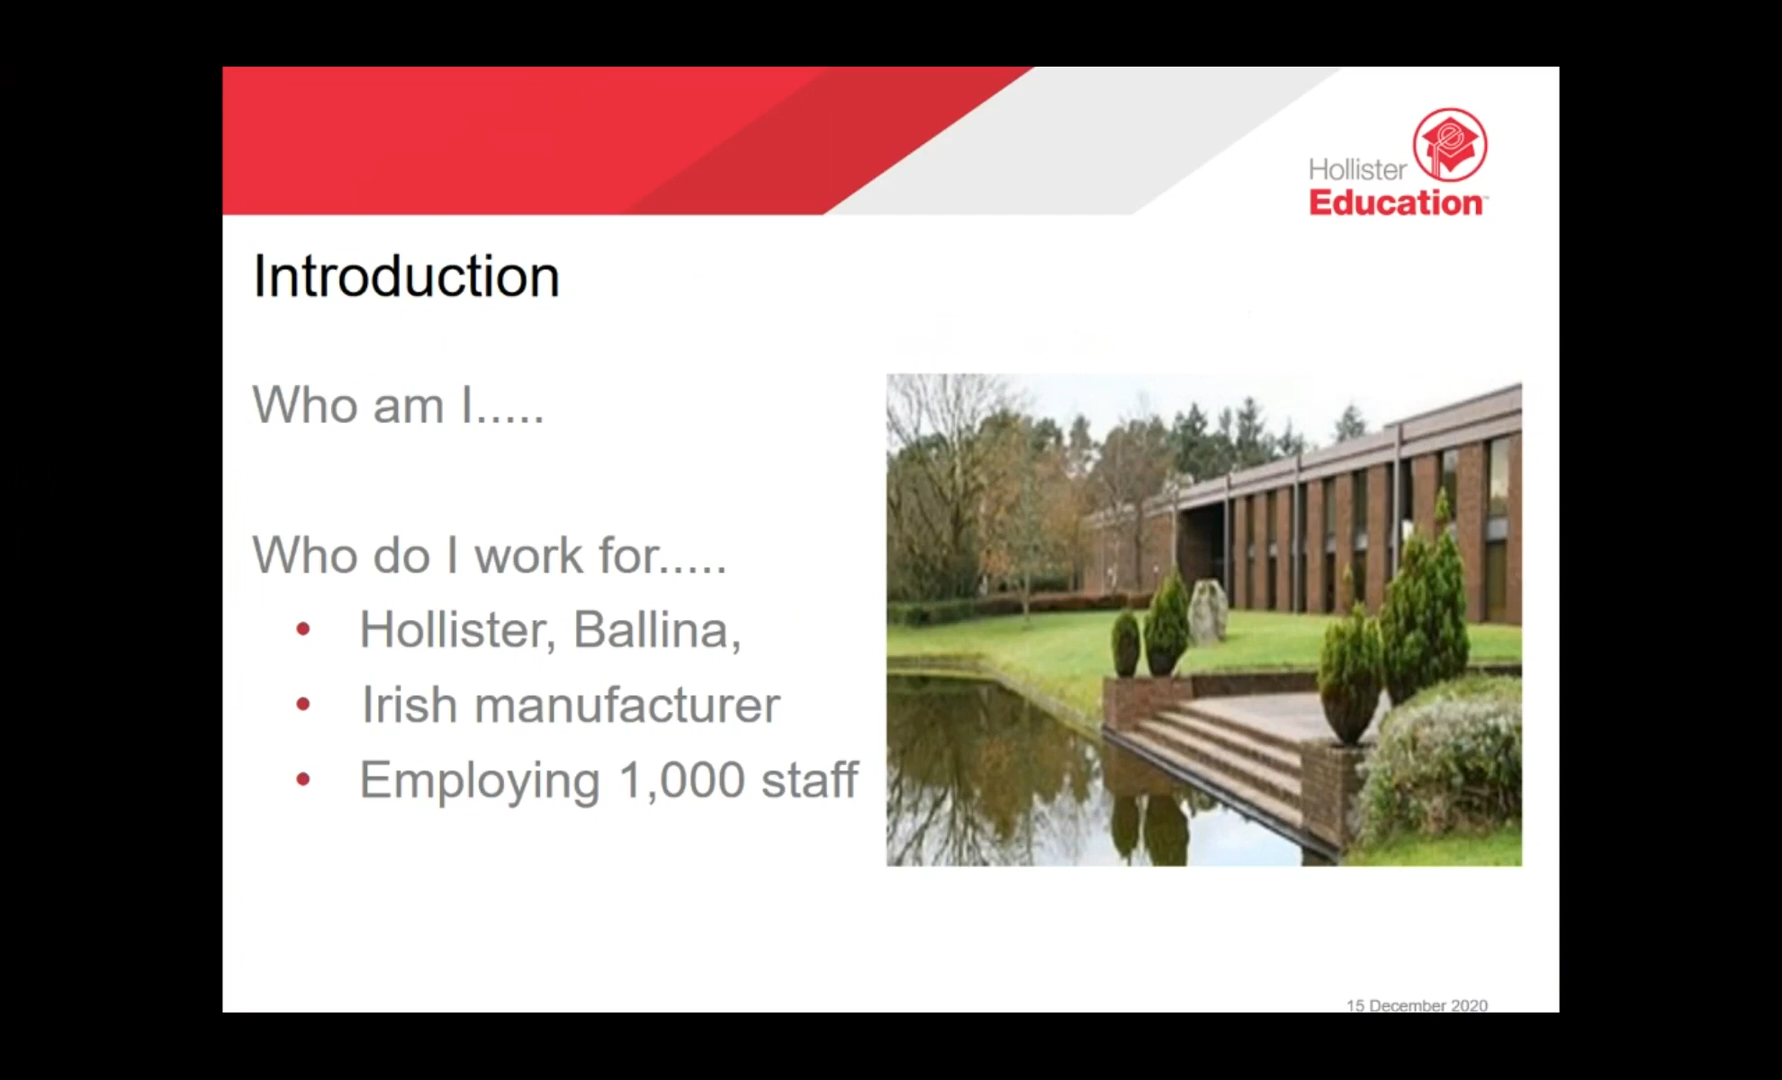 Hollister
Education
Introduction
Who am I.....
Who do I work for.....
• Hollister, Ballina,
• Irish manufacturer
• Employing 1,000 staff
15 December 2020